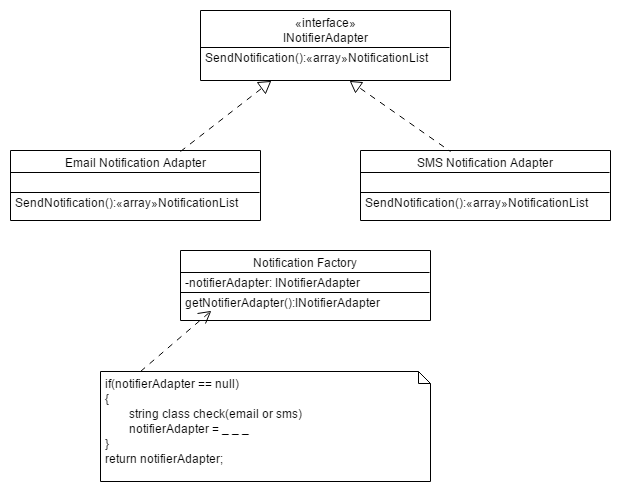 «interface»
INotifierAdapter
SendNotification():«array»NotificationList
Email Notification Adapter
SendNotification():«array»NotificationList
SMS Notification Adapter
SendNotification():«array»NotificationList
Notification Factory
-notifierAdapter: INotifierAdapter
getNotifierAdapter():INotifierAdapter
if(notifierAdapter == null)
{
string class check(email or sms)
notifierAdapter = _ _ _
}
return notifierAdapter;